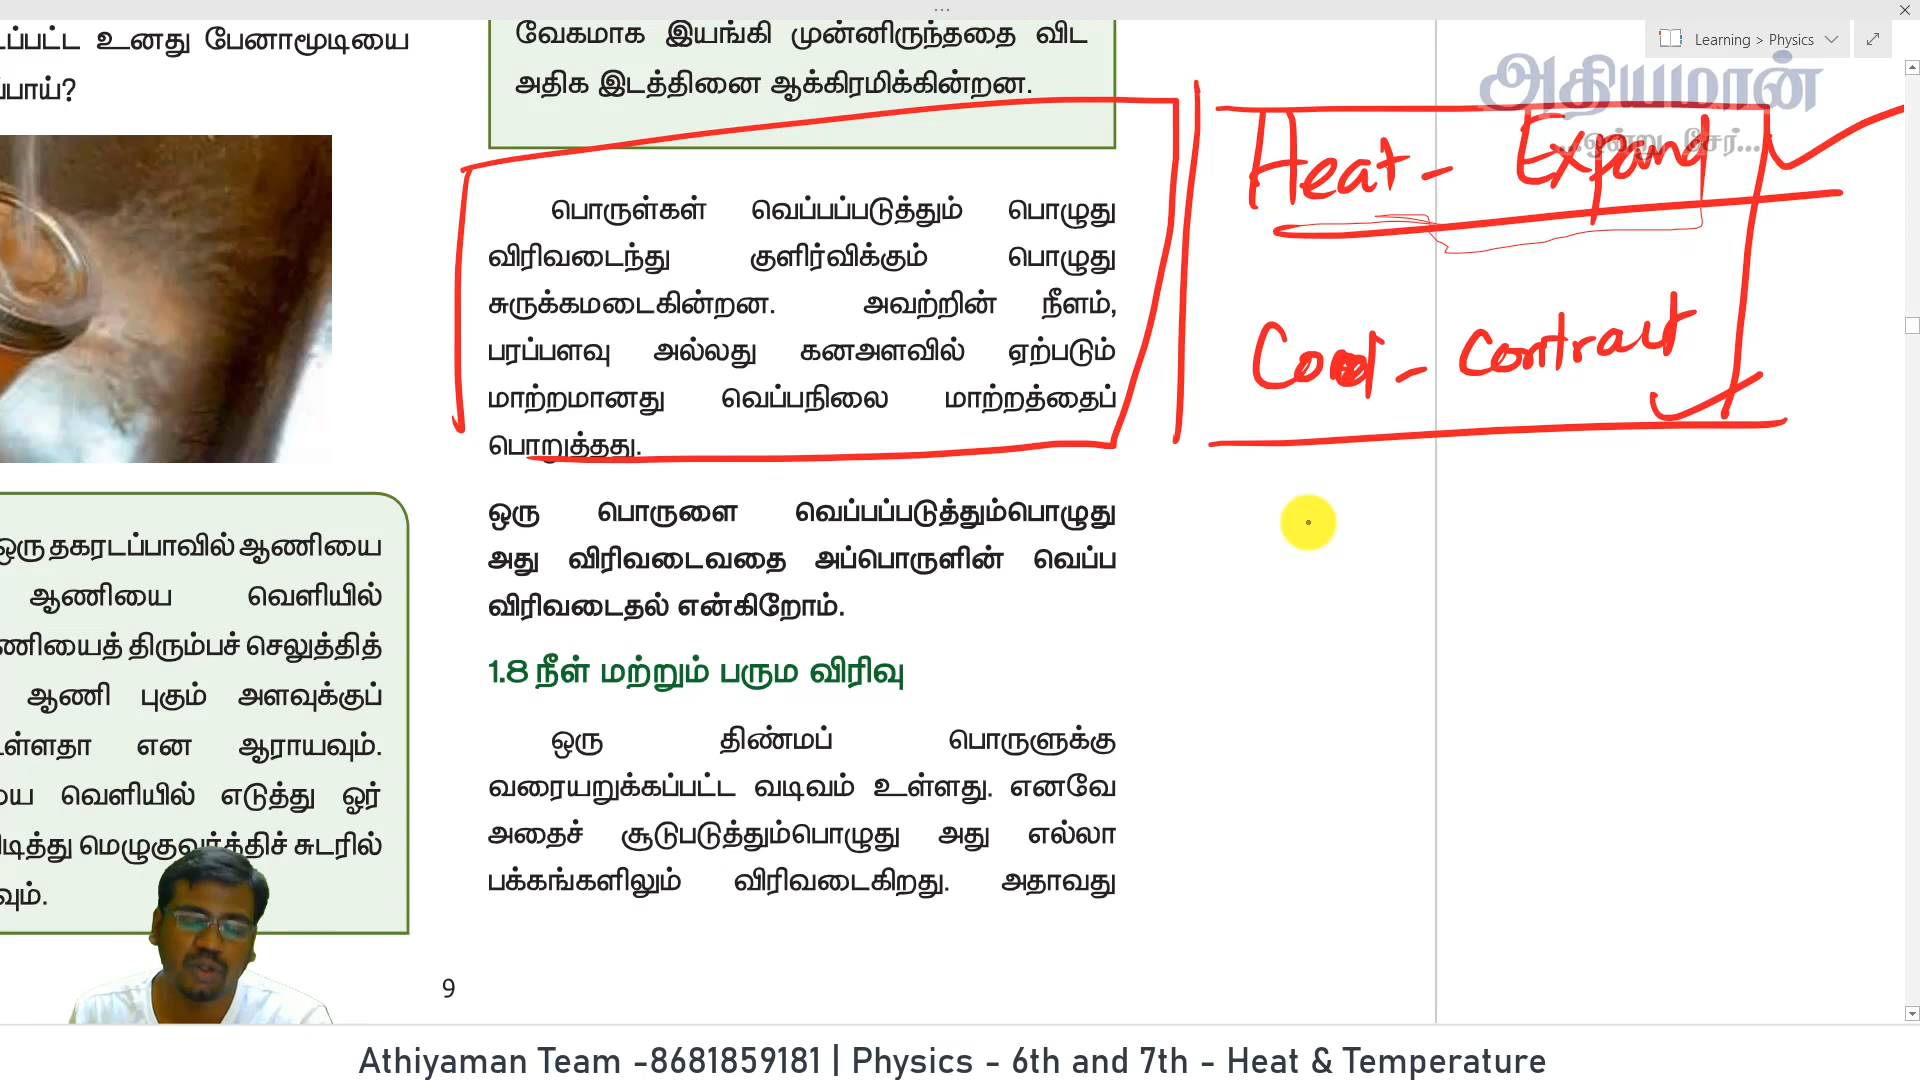 Learning > Physics
அதியமான்
...ஒன்று சேர்...
டப்பட்ட உனது பேனாமூடியை
ப்பாய்?
ஒரு தகரடப்பாவில் ஆணியை
ஆணியை வெளியில்
ணியைத் திரும்பச் செலுத்தித்
ஆணி புகும் அளவுக்குப்
உள்ளதா என ஆராயவும்.
யை வெளியில் எடுத்து ஓர்
டித்து மெழுகுவர்த்திச் சுடரில்
வும்.
வேகமாக இயங்கி முன்னிருந்ததை விட
அதிக இடத்தினை ஆக்கிரமிக்கின்றன.
பொருள்கள் வெப்பப்படுத்தும் பொழுது
விரிவடைந்து குளிர்விக்கும் பொழுது
சுருக்கமடைகின்றன. அவற்றின் நீளம்,
பரப்பளவு அல்லது கனஅளவில் ஏற்படும்
மாற்றமானது வெப்பநிலை மாற்றத்தைப்
பொறுத்தது.
ஒரு பொருளை வெப்பப்படுத்தும்பொழுது
அது விரிவடைவதை அப்பொருளின் வெப்ப
விரிவடைதல் என்கிறோம்.
1.8 நீள் மற்றும் பரும விரிவு
ஒரு திண்மப் பொருளுக்கு
வரையறுக்கப்பட்ட வடிவம் உள்ளது. எனவே
அதைச் சூடுபடுத்தும்பொழுது அது எல்லா
பக்கங்களிலும் விரிவடைகிறது. அதாவது
Heat - Expand
- contract
9
Athiyaman Team -8681859181 | Physics - 6th and 7th - Heat & Temperature